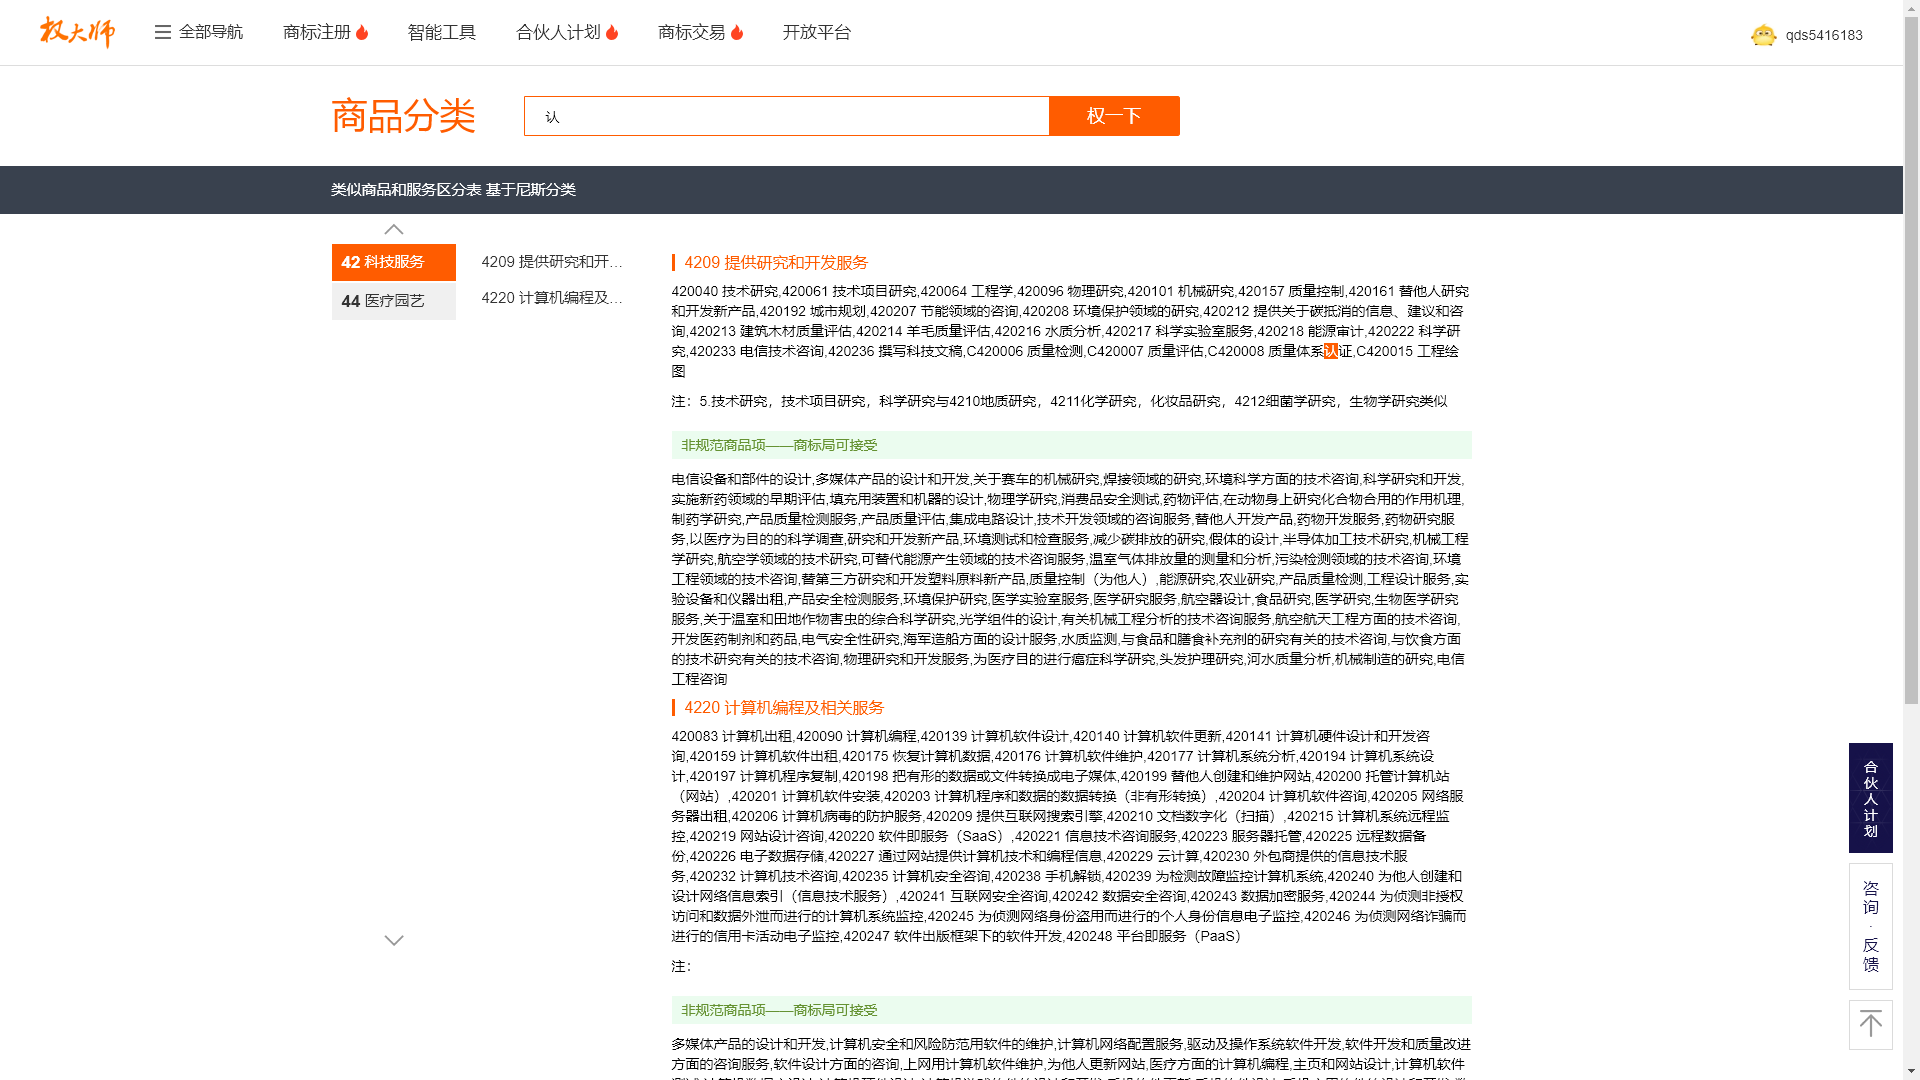 权大师
全部导航
商标注册
智能工具
合伙人计划
商标交易
开放平台
qds5416183
商品分类
认
权一下
类似商品和服务区分表 基于尼斯分类
42 科技服务
44 医疗园艺
4209 提供研究和开...
4220 计算机编程及...
4209 提供研究和开发服务
420040 技术研究,420061 技术项目研究,420064 工程学,420096 物理研究,420101 机械研究,420157 质量控制,420161 替他人研究
和开发新产品,420192 城市规划,420207 节能领域的咨询,420208 环境保护领域的研究,420212 提供关于碳抵消的信息、建议和咨
询,420213 建筑木材质量评估,420214 羊毛质量评估,420216 水质分析,420217 科学实验室服务,420218 能源审计,420222 科学研
究,420233 电信技术咨询,420236 撰写科技文稿,C420006 质量检测,C420007 质量评估,C420008 质量体系认证,C420015 工程绘
图
注：5.技术研究，技术项目研究，科学研究与4210地质研究，4211化学研究，化妆品研究，4212细菌学研究，生物学研究类似
非规范商品项——商标局可接受
电信设备和部件的设计,多媒体产品的设计和开发,关于赛车的机械研究,焊接领域的研究,环境科学方面的技术咨询,科学研究和开发,
实施新药领域的早期评估,填充用装置和机器的设计,物理学研究,消费品安全测试,药物评估,在动物身上研究化合物合用的作用机理,
制药学研究,产品质量检测服务,产品质量评估,集成电路设计,技术开发领域的咨询服务,替他人开发产品,药物开发服务,药物研究服
务,以医疗为目的的科学调查,研究和开发新产品,环境测试和检查服务,减少碳排放的研究,假体的设计,半导体加工技术研究,机械工程
学研究,航空学领域的技术研究,可替代能源产生领域的技术咨询服务,温室气体排放量的测量和分析,污染检测领域的技术咨询,环境
工程领域的技术咨询,替第三方研究和开发塑料原料新产品,质量控制（为他人）,能源研究,农业研究,产品质量检测,工程设计服务,实
验设备和仪器出租,产品安全检测服务,环境保护研究,医学实验室服务,医学研究服务,航空器设计,食品研究,医学研究,生物医学研究
服务,关于温室和田地作物害虫的综合科学研究,光学组件的设计,有关机械工程分析的技术咨询服务,航空航天工程方面的技术咨询,
开发医药制剂和药品,电气安全性研究,海军造船方面的设计服务,水质监测,与食品和膳食补充剂的研究有关的技术咨询,与饮食方面
的技术研究有关的技术咨询,物理研究和开发服务,为医疗目的进行癌症科学研究,头发护理研究,河水质量分析,机械制造的研究,电信
工程咨询
4220 计算机编程及相关服务
420083 计算机出租,420090 计算机编程,420139 计算机软件设计,420140 计算机软件更新,420141 计算机硬件设计和开发咨
询,420159 计算机软件出租,420175 恢复计算机数据,420176 计算机软件维护,420177 计算机系统分析,420194 计算机系统设
计,420197 计算机程序复制,420198 把有形的数据或文件转换成电子媒体,420199 替他人创建和维护网站,420200 托管计算机站
（网站）,420201 计算机软件安装,420203 计算机程序和数据的数据转换（非有形转换）,420204 计算机软件咨询,420205 网络服
务器出租,420206 计算机病毒的防护服务,420209 提供互联网搜索引擎,420210 文档数字化（扫描）,420215 计算机系统远程监
控,420219 网站设计咨询,420220 软件即服务（SaaS）,420221 信息技术咨询服务,420223 服务器托管,420225 远程数据备
份,420226 电子数据存储,420227 通过网站提供计算机技术和编程信息,420229 云计算,420230 外包商提供的信息技术服
务,420232 计算机技术咨询,420235 计算机安全咨询,420238 手机解锁,420239 为检测故障监控计算机系统,420240 为他人创建和
设计网络信息索引（信息技术服务）,420241 互联网安全咨询,420242 数据安全咨询,420243 数据加密服务,420244 为侦测非授权
访问和数据外泄而进行的计算机系统监控,420245 为侦测网络身份盗用而进行的个人身份信息电子监控,420246 为侦测网络诈骗而
进行的信用卡活动电子监控,420247 软件出版框架下的软件开发,420248 平台即服务（PaaS）
注：
非规范商品项——商标局可接受
多媒体产品的设计和开发,计算机安全和风险防范用软件的维护,计算机网络配置服务,驱动及操作系统软件开发,软件开发和质量改进
方面的咨询服务,软件设计方面的咨询,上网用计算机软件维护,为他人更新网站,医疗方面的计算机编程,主页和网站设计,计算机软件
合伙人计划
咨询·反馈